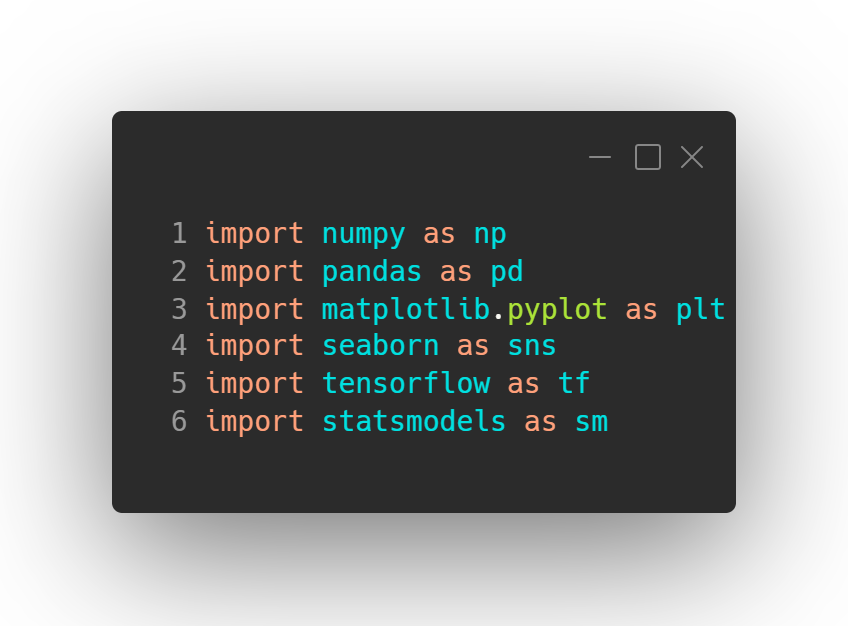 1 import numpy as np
2 import pandas as pd
3 import matplotlib.pyplot as plt
4 import seaborn as sns
5 import tensorflow as tf
6 import statsmodels as sm